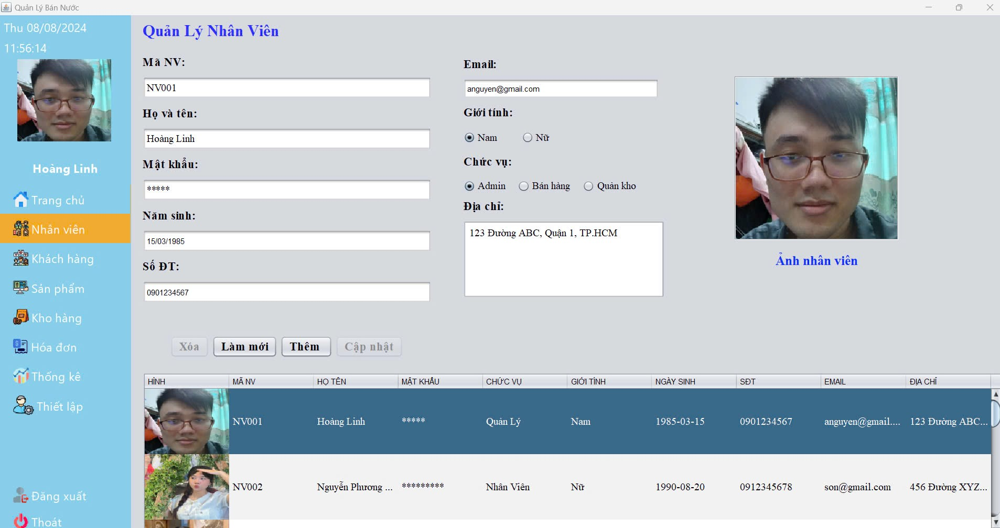 Quản Lý Bán Nước
Thu 08/08/2024
11:56:14
Hoàng Linh
Trang chủ
Nhân viên
Khách hàng
Sản phẩm
Kho hàng
Hóa đơn
Thống kê
Thiết lập
Đăng xuất
Thoát
Quản Lý Nhân Viên
Mã NV:
NV001
Họ và tên:
Hoàng Linh
Mật khẩu:
*****
Năm sinh:
15/03/1985
Số ĐT:
0901234567
Email:
anguyen@gmail.com
Giới tính:
Nam Nữ
Chức vụ:
Admin Bán hàng Quản kho
Địa chỉ:
123 Đường ABC, Quận 1, TP.HCM
Ảnh nhân viên
Xóa Làm mới Thêm Cập nhật
HÌNH MÃ NV HỌ TÊN MẬT KHẨU CHỨC VỤ GIỚI TÍNH NGÀY SINH SĐT EMAIL ĐỊA CHỈ
NV001 Hoàng Linh ***** Quản Lý Nam 1985-03-15 0901234567 anguyen@gmail.... 123 Đường ABC...
NV002 Nguyễn Phương ... ********* Nhân Viên Nữ 1990-08-20 0912345678 son@gmail.com 456 Đường XYZ...